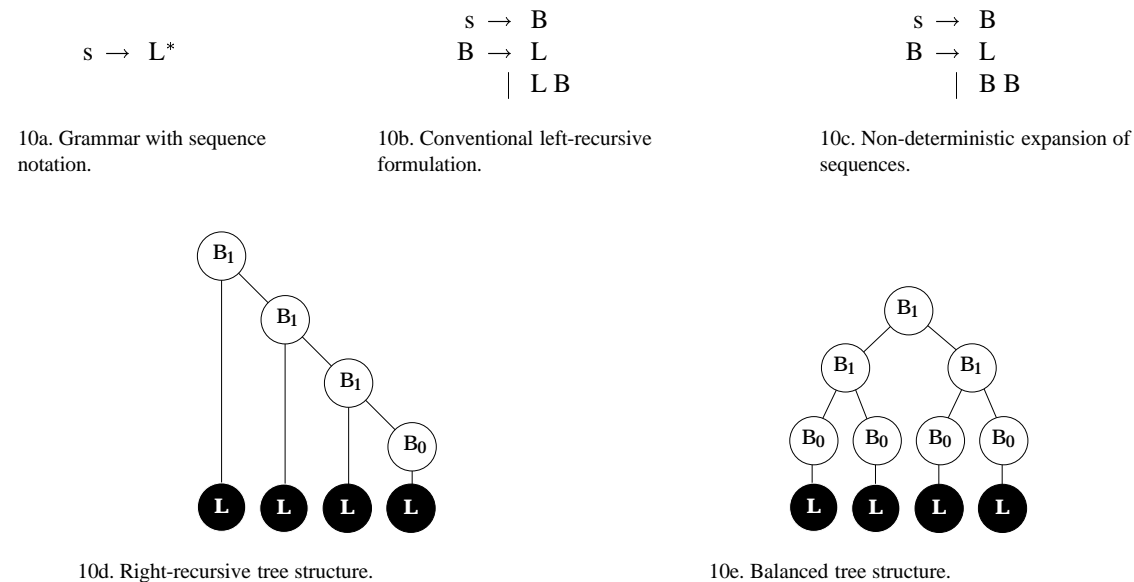 s → L*
10a. Grammar with sequence
notation.
s → B
B → L
| L B
10b. Conventional left-recursive
formulation.
s → B
B → L
| B B
10c. Non-deterministic expansion of
sequences.
B1
B1
B1
B0
L L L L
10d. Right-recursive tree structure.
B1
B1 B1
B0 B0 B0 B0
L L L L
10e. Balanced tree structure.